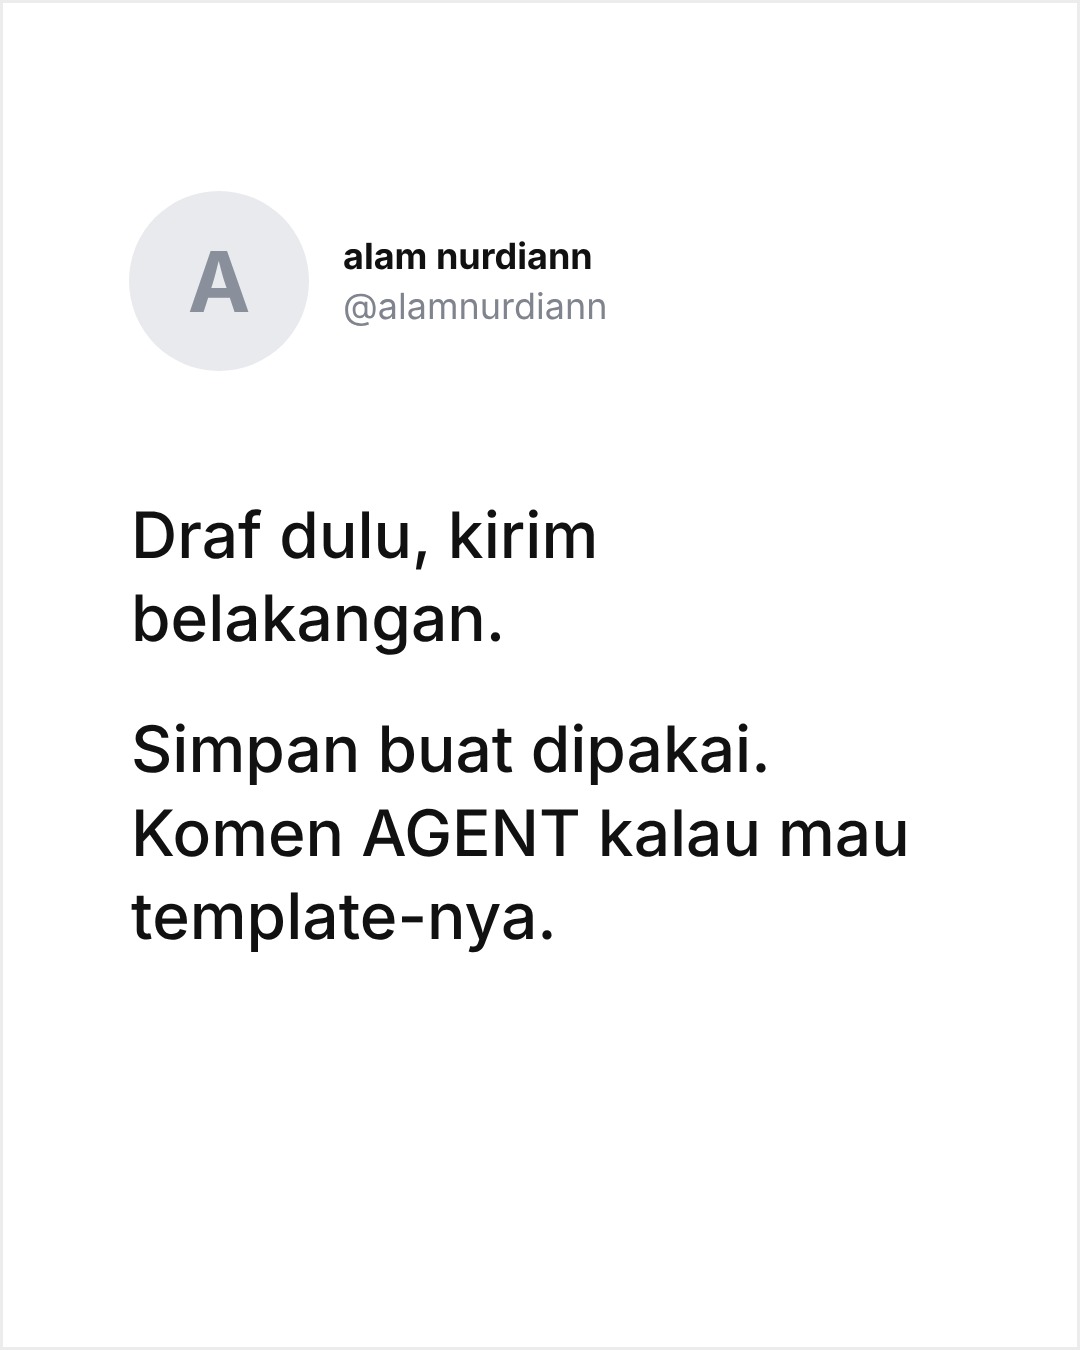 A
alam nurdiann
@alamnurdiann
Draf dulu, kirim
belakangan.
Simpan buat dipakai.
Komen AGENT kalau mau
template-nya.